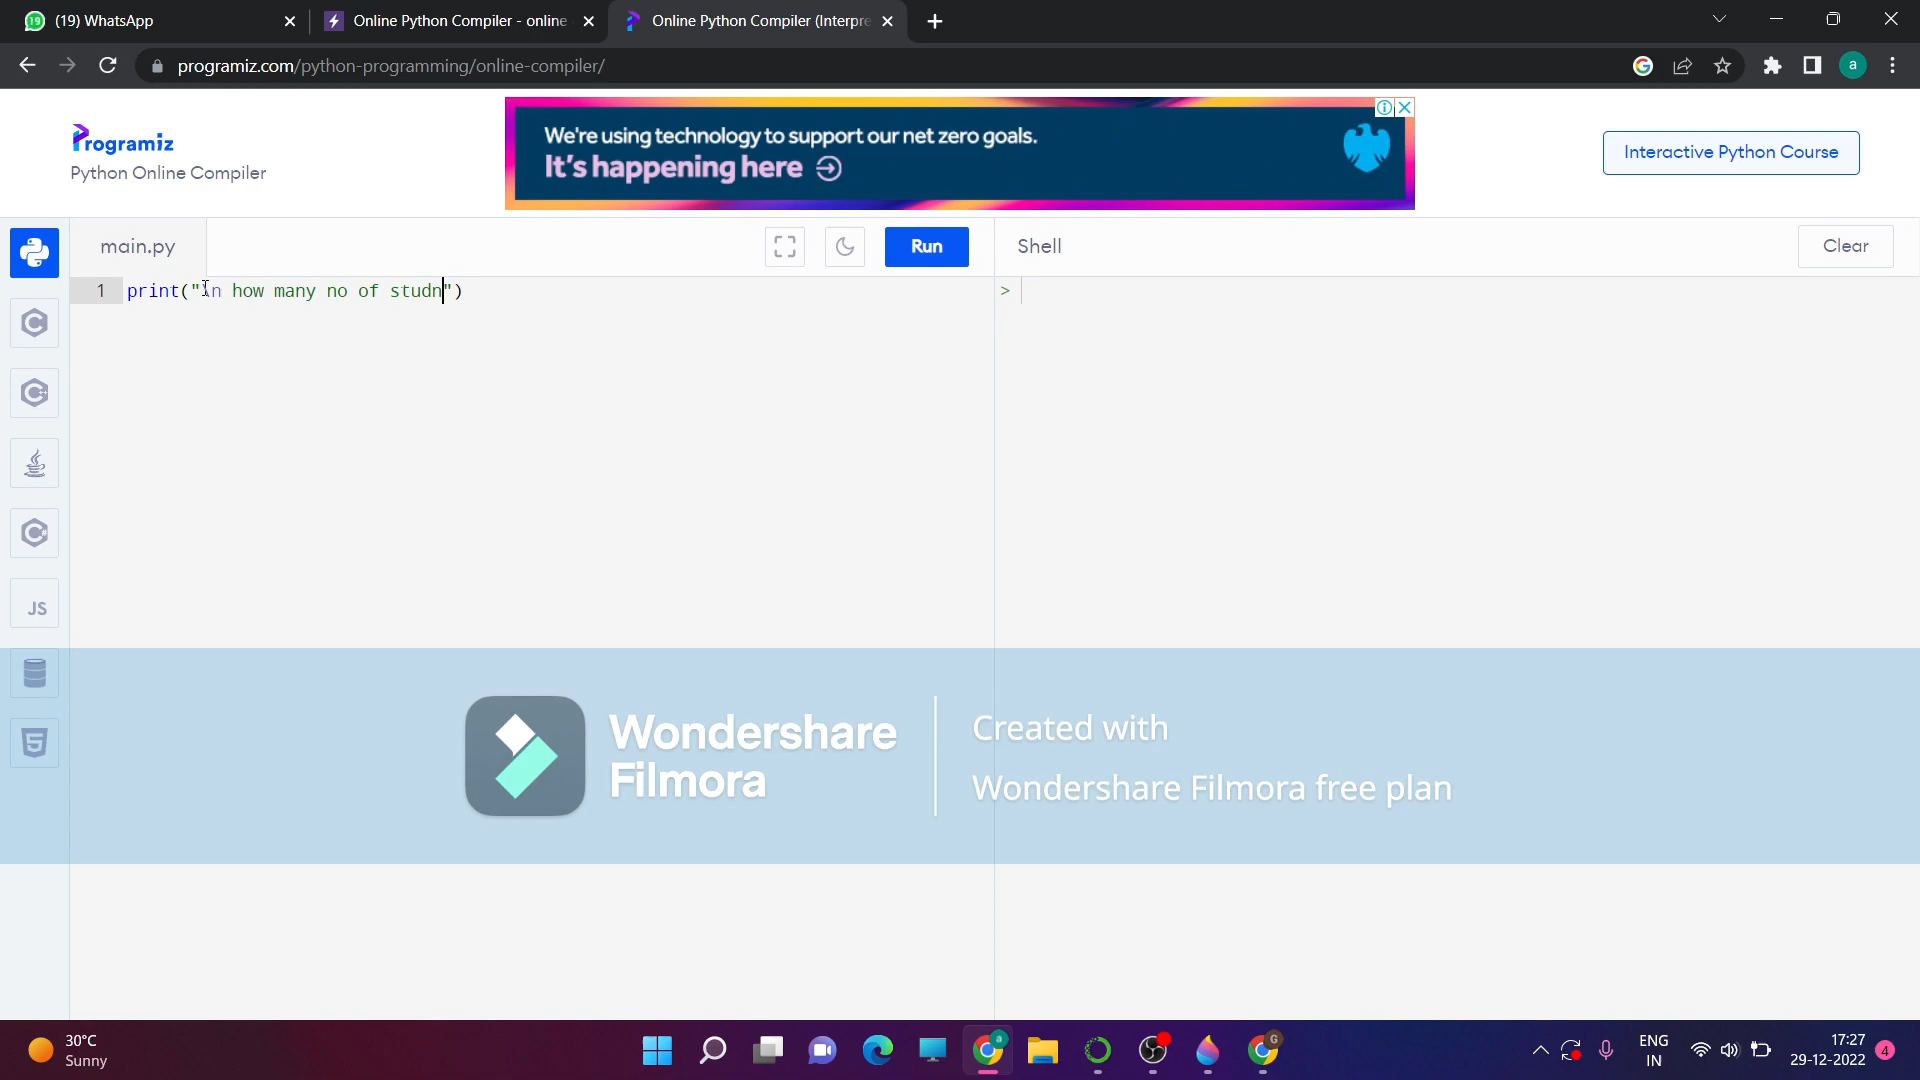 (19) WhatsApp
Online Python Compiler - online
Online Python Compiler (Interpre
programiz.com/python-programming/online-compiler/
a
Programiz
Python Online Compiler
We're using technology to support our net zero goals.
It's happening here
Interactive Python Course
main.py
Run
Shell
Clear
1 print("\n how many no of studn")
>
JS
Wondershare
Filmora
Created with
Wondershare Filmora free plan
30°C
Sunny
a
G
ENG
IN
17:27
29-12-2022
4